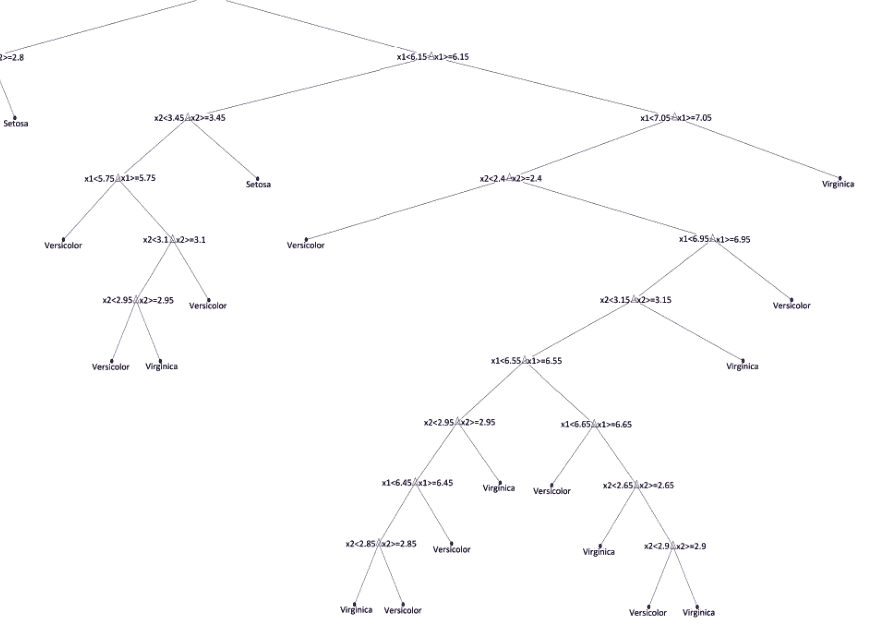 2>=2.8
x1<6.15 x1>=6.15
Setosa
x2<3.45 x2>=3.45
x1<7.05 x1>=7.05
x1<5.75 x1>=5.75
Setosa
x2<2.4 x2>=2.4
Virginica
Versicolor
x2<3.1 x2>=3.1
Versicolor
x1<6.95 x1>=6.95
x2<2.95 x2>=2.95
Versicolor
x2<3.15 x2>=3.15
Versicolor
Versicolor
Virginica
x1<6.55 x1>=6.55
Virginica
x2<2.95 x2>=2.95
x1<6.65 x1>=6.65
x1<6.45 x1>=6.45
Virginica
Versicolor
x2<2.65 x2>=2.65
x2<2.85 x2>=2.85
Versicolor
Virginica
x2<2.9 x2>=2.9
Virginica
Versicolor
Versicolor
Virginica